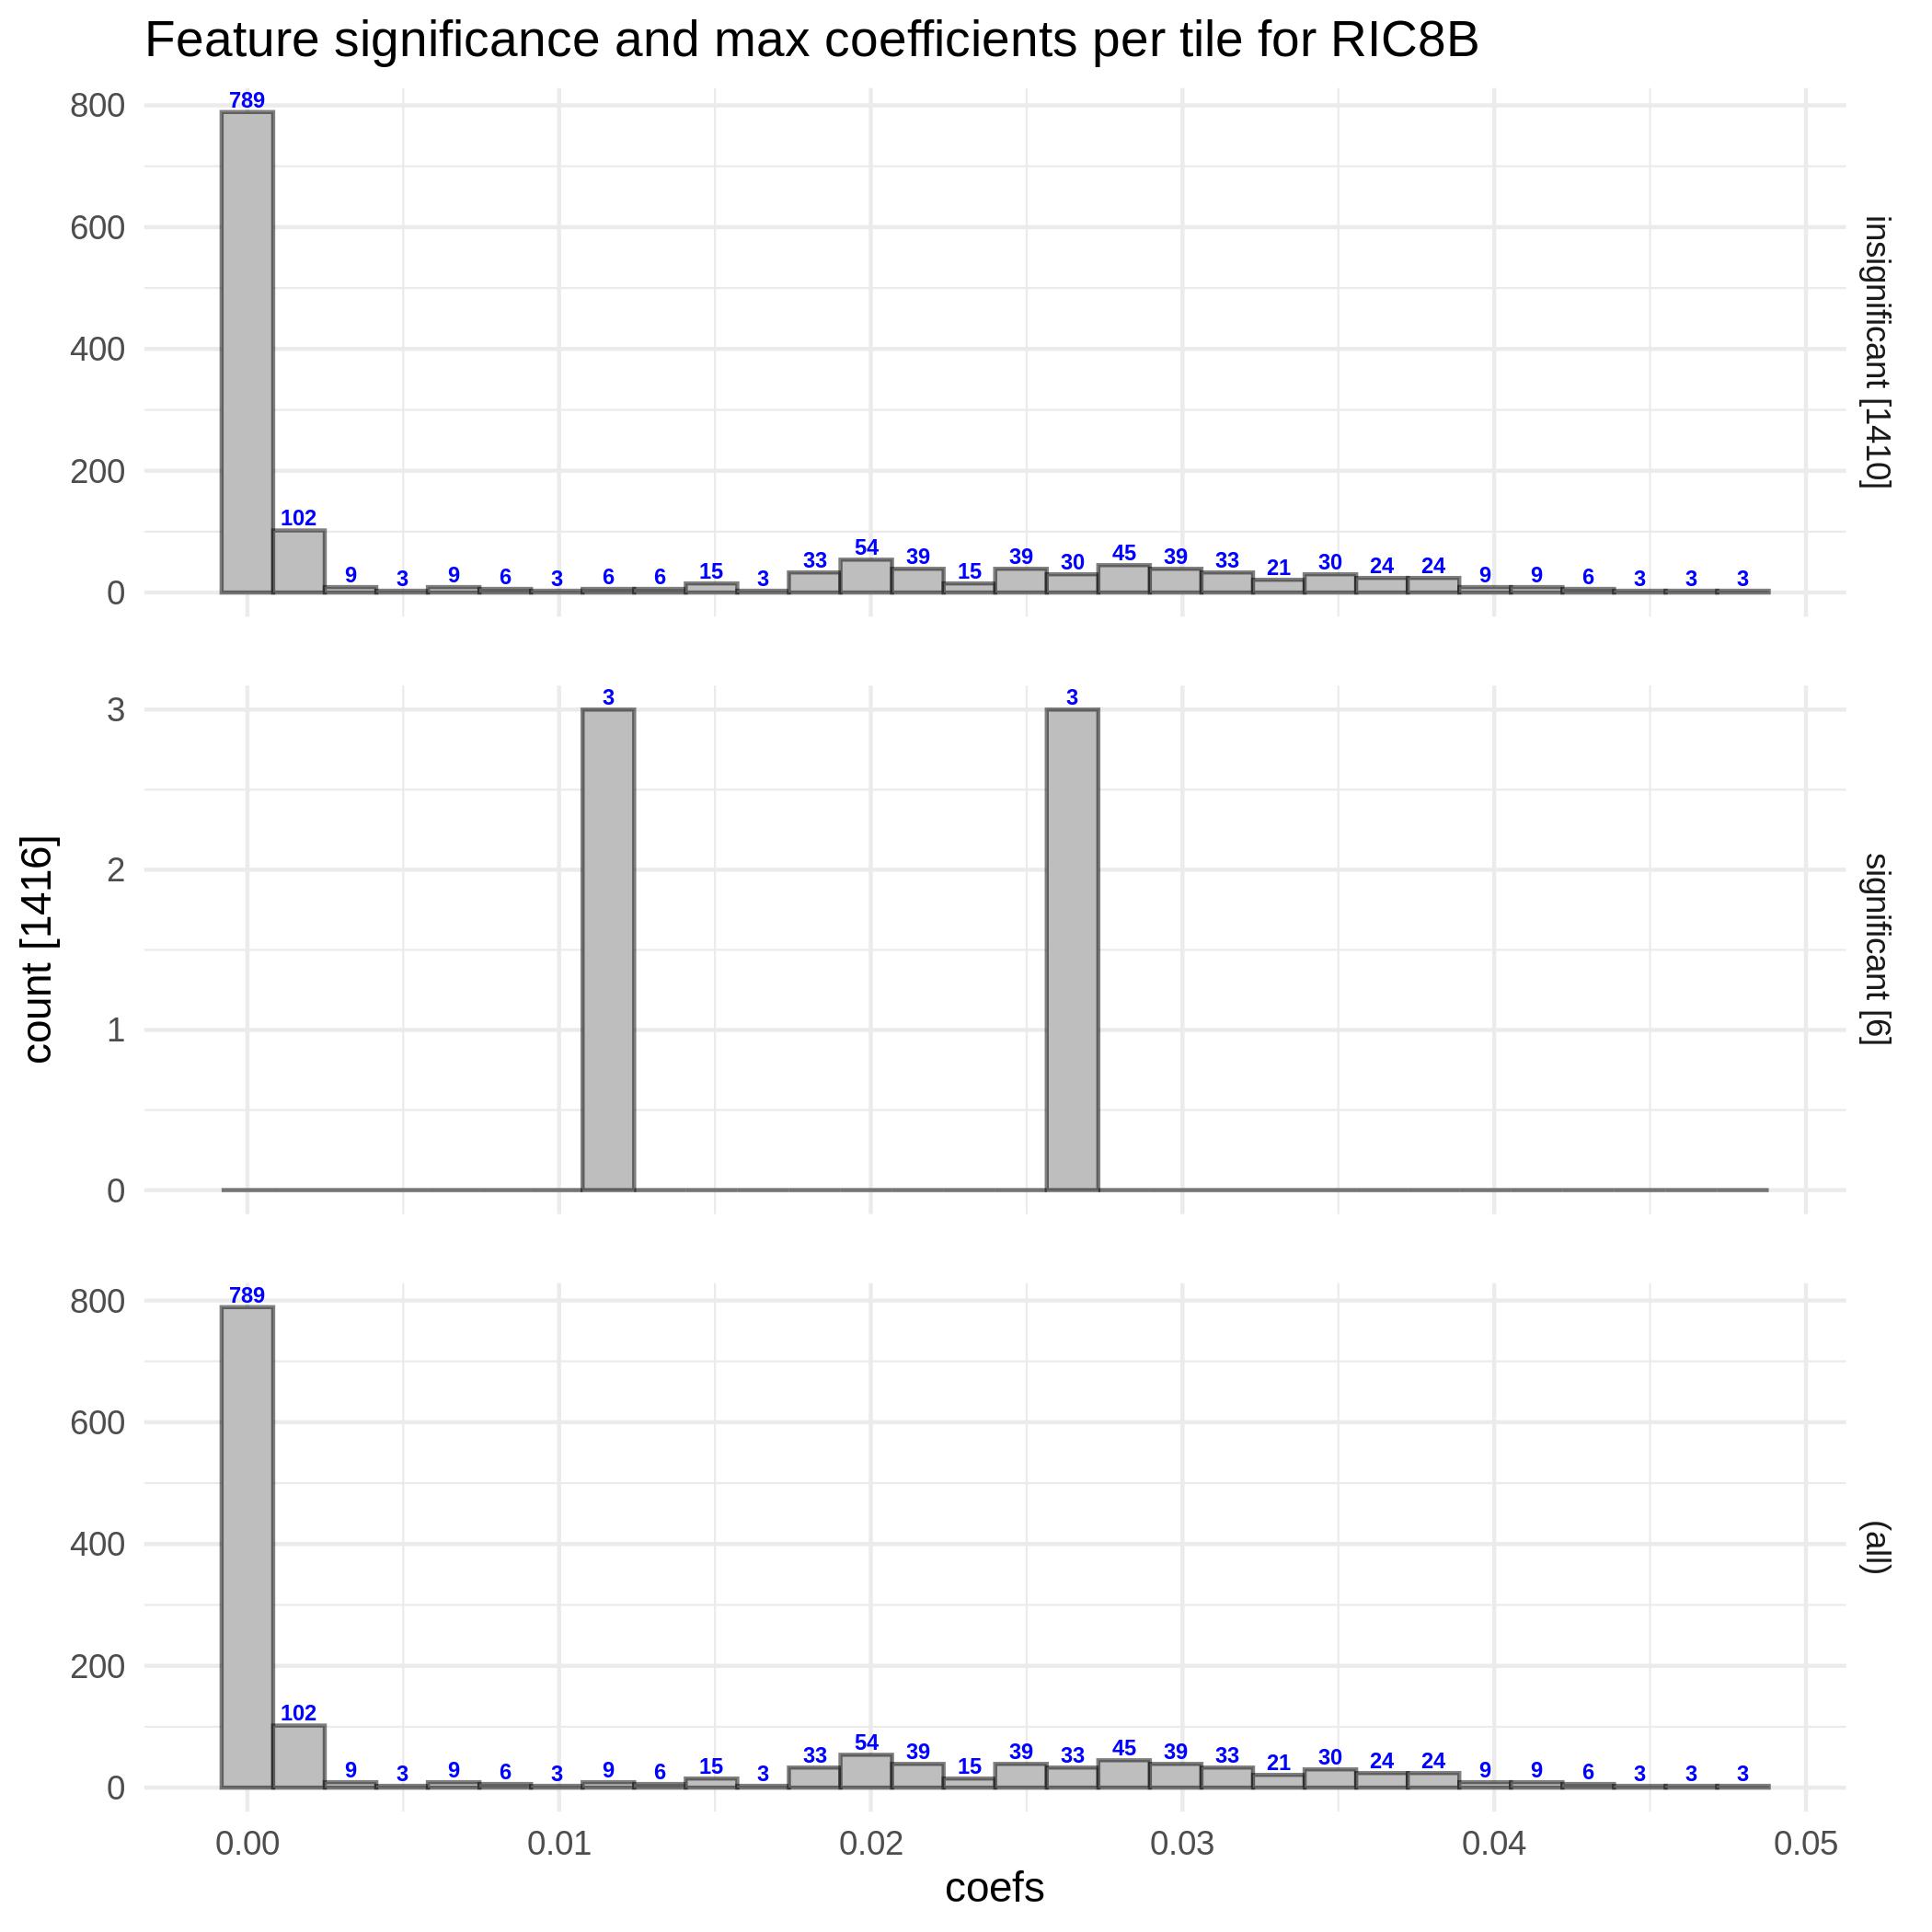 Feature significance and max coefficients per tile for RIC8B
800
600
400
200
0
789
102
9 3 9 6 3 6 6 15 3 33 54 39 15 39 30 45 39 33 21 30 24 24 9 9 6 3 3 3
insignificant [1410]
count [1416]
3
2
1
0
3 3
significant [6]
800
600
400
200
0
789
102
9 3 9 6 3 9 6 15 3 33 54 39 15 39 33 45 39 33 21 30 24 24 9 9 6 3 3 3
(all)
0.00 0.01 0.02 0.03 0.04 0.05
coefs